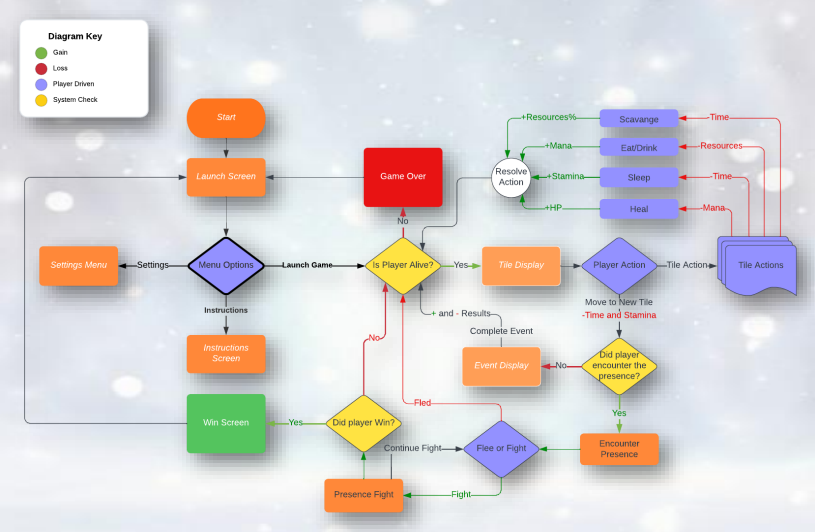 Diagram Key
Gain
Loss
Player Driven
System Check
Start
Launch Screen
Game Over
No
Resolve
Action
+Resources%
+Mana
+Stamina
+HP
Scavange
Eat/Drink
Sleep
Heal
Time
Resources
-Time
Mana
Settings Menu
Settings
Menu Options
Launch Game
Is Player Alive?
Yes
Tile Display
Player Action
Tile Action
Tile Actions
Instructions
Instructions
Screen
+ and - Results
Complete Event
Move to New Tile
-Time and Stamina
Event Display
No
Did player
encounter the
presence?
No
Yes
Win Screen
Yes
Did player Win?
Fled
Continue Fight
Flee or Fight
Encounter
Presence
Presence Fight
Fight